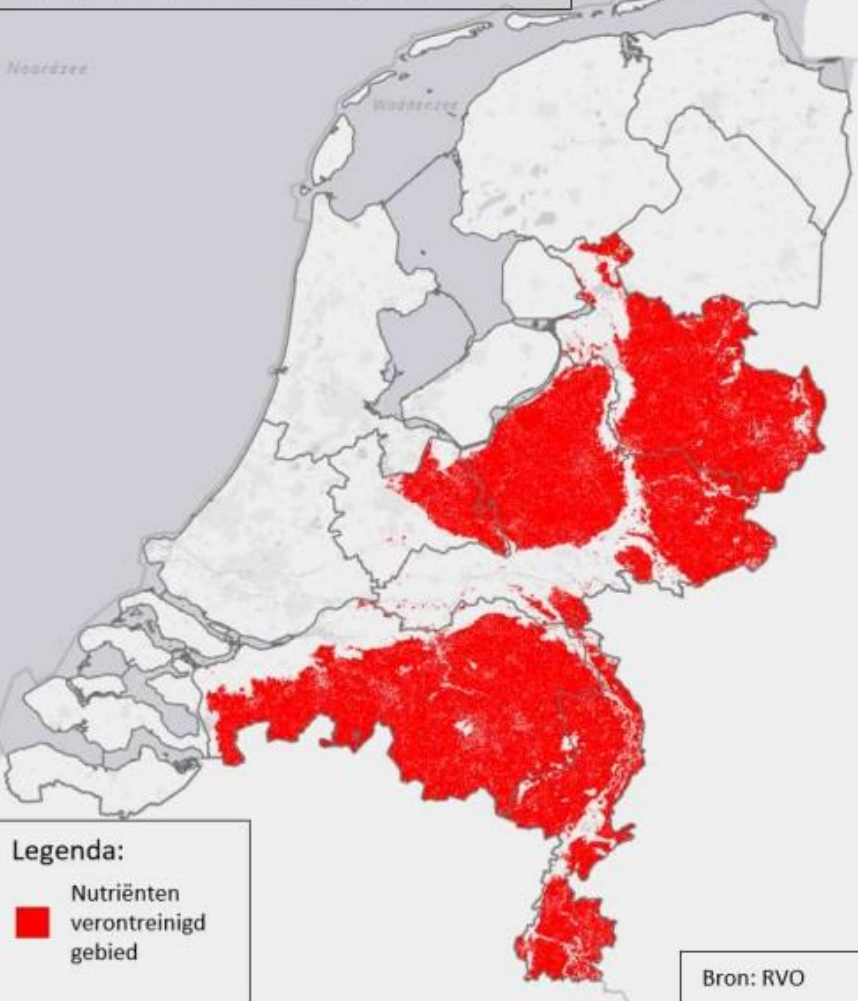 Noordzee
Waddenzee
Legenda:
Nutriënten
verontreinigd
gebied
Bron: RVO